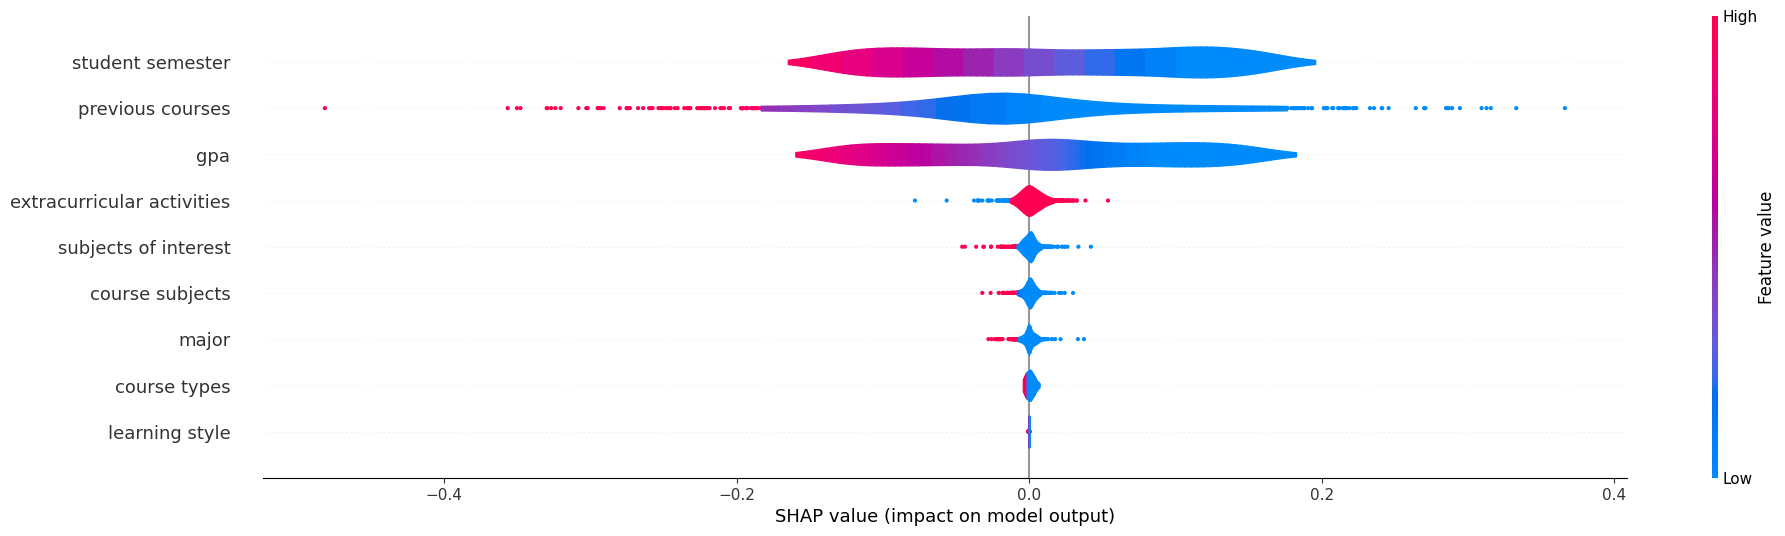 High
student semester
previous courses
gpa
extracurricular activities
subjects of interest
course subjects
major
course types
learning style
Feature value
Low
−0.4 −0.2 0.0 0.2 0.4
SHAP value (impact on model output)